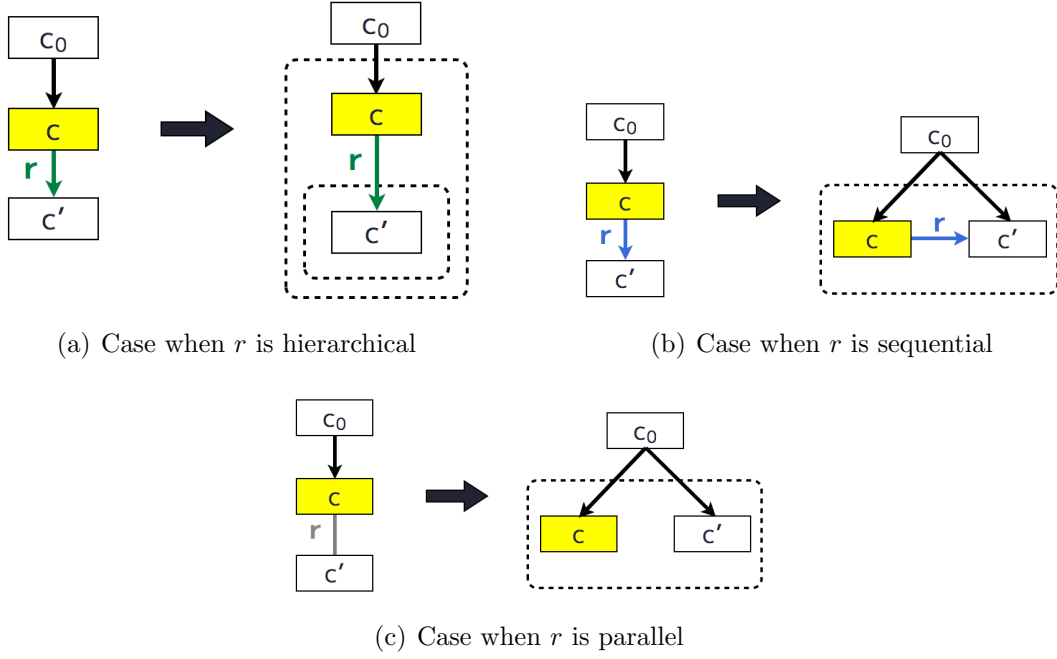 c₀
c
r
c′
c₀
c
r
c′
(a) Case when r is hierarchical
c₀
c
r
c′
c₀
c
r
c′
(b) Case when r is sequential
c₀
c
r
c′
c₀
c
c′
(c) Case when r is parallel